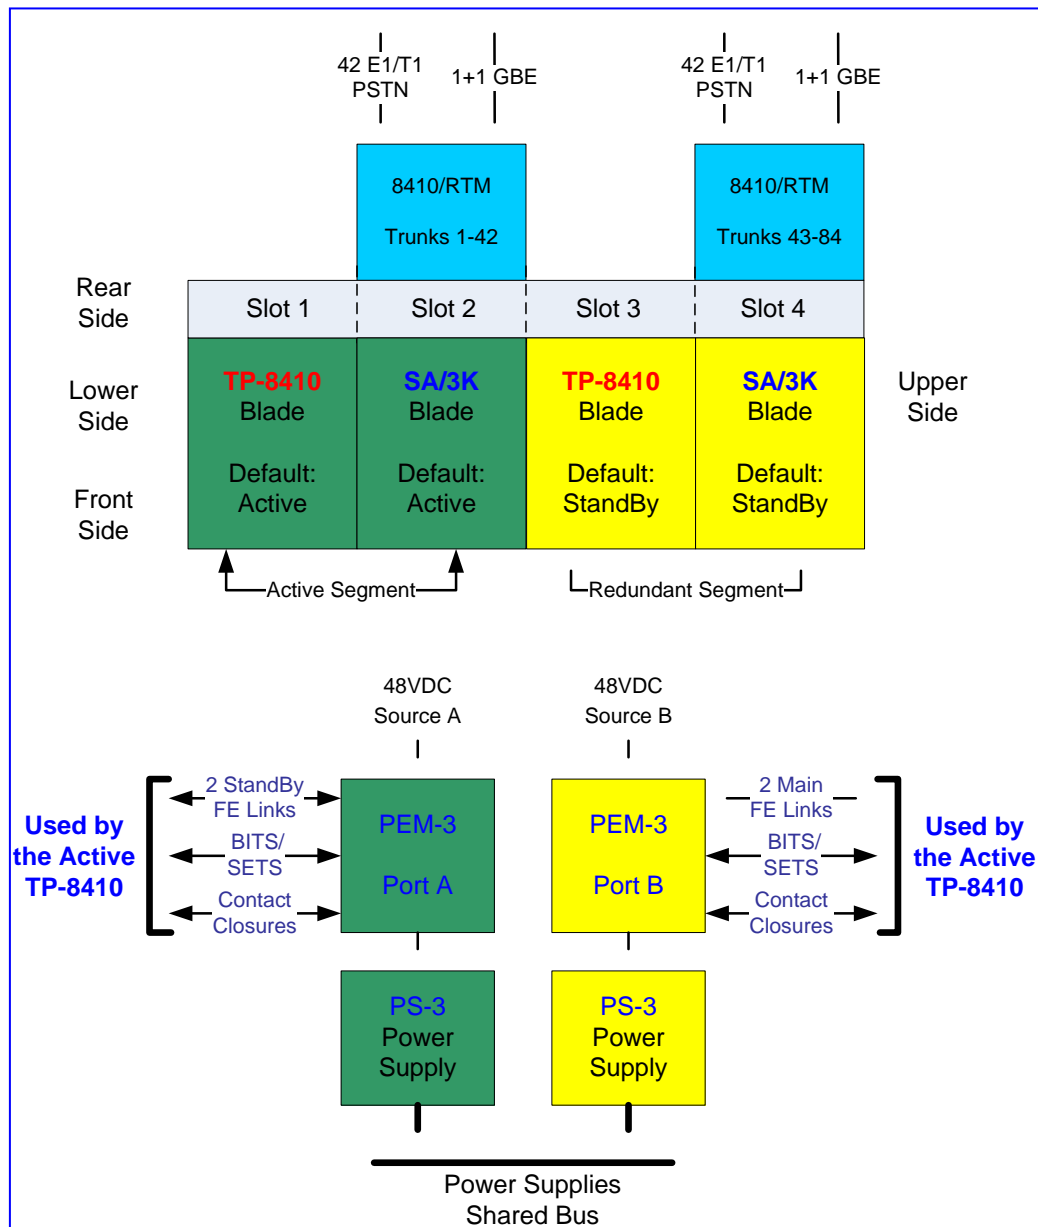 42 E1/T1
PSTN
1+1 GBE
42 E1/T1
PSTN
1+1 GBE
8410/RTM
Trunks 1-42
8410/RTM
Trunks 43-84
Rear
Side
Slot 1
Slot 2
Slot 3
Slot 4
Lower
Side
Front
Side
TP-8410
Blade
Default:
Active
SA/3K
Blade
Default:
Active
TP-8410
Blade
Default:
StandBy
SA/3K
Blade
Default:
StandBy
Upper
Side
Active Segment
Redundant Segment
48VDC
Source A
48VDC
Source B
Used by
the Active
TP-8410
2 StandBy
FE Links
BITS/
SETS
Contact
Closures
PEM-3
Port A
PEM-3
Port B
2 Main
FE Links
BITS/
SETS
Contact
Closures
Used by
the Active
TP-8410
PS-3
Power
Supply
PS-3
Power
Supply
Power Supplies
Shared Bus